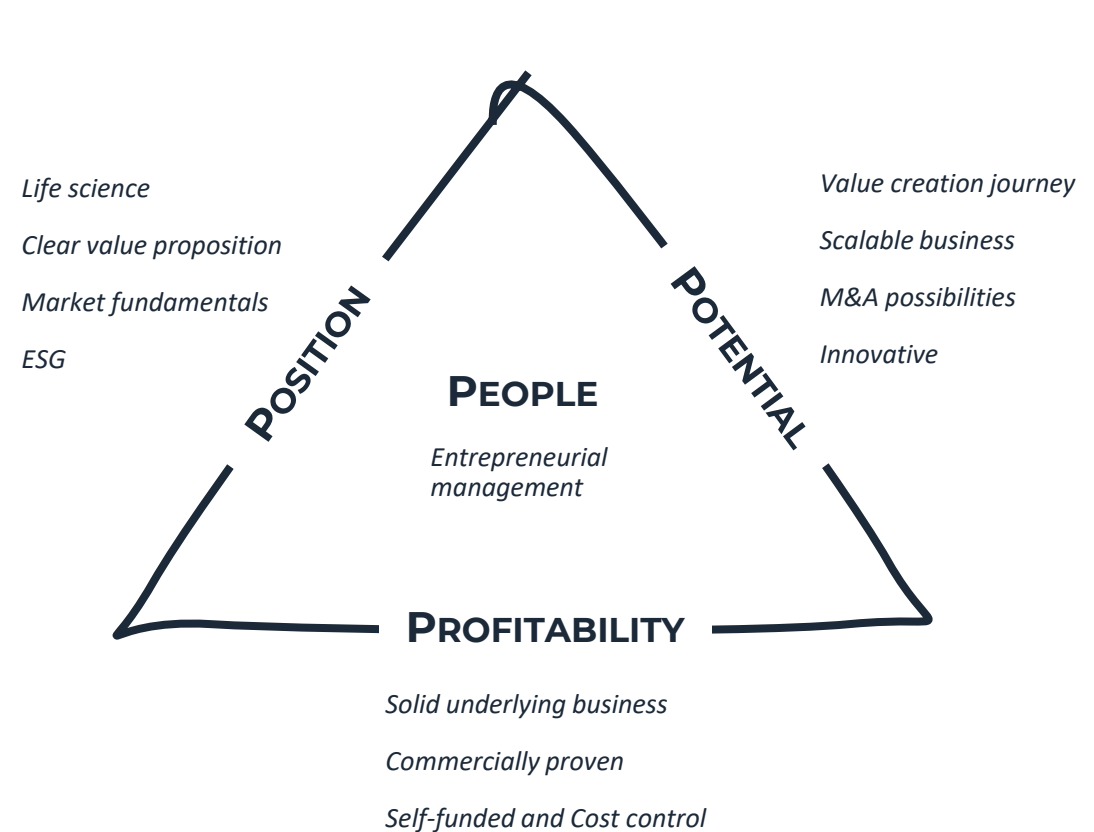 Life science
Clear value proposition
Market fundamentals
ESG
POSITION
Value creation journey
Scalable business
M&A possibilities
Innovative
POTENTIAL
PEOPLE
Entrepreneurial
management
PROFITABILITY
Solid underlying business
Commercially proven
Self-funded and Cost control